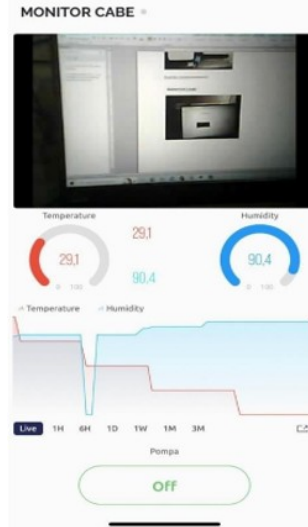 MONITOR CABE
Temperature
Humidity
29,1
29,1
90,4
90,4
0 100
0 100
Temperature
Humidity
Live 1H 6H 1D 1W 1M 3M
Pompa
Off